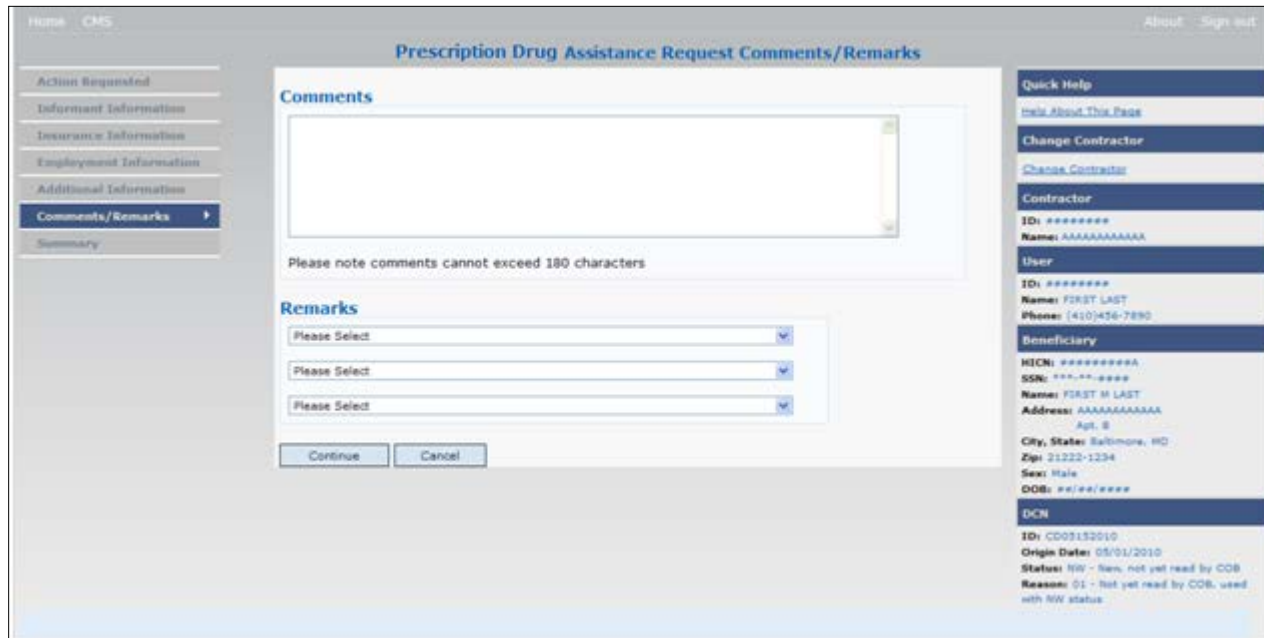 Home CMS
About Sign out
Prescription Drug Assistance Request Comments/Remarks
Action Requested
Informant Information
Insurance Information
Employment Information
Additional Information
Comments/Remarks
Summary
Comments
Please note comments cannot exceed 180 characters
Remarks
Please Select
Please Select
Please Select
Continue Cancel
Quick Help
Help About This Page
Change Contractor
Change Contractor
Contractor
ID: ########
Name: AAAAAAAAAAAA
User
ID: ########
Name: FIRST LAST
Phone: (410)456-7890
Beneficiary
HICN: #########A
SSN: ***-**-####
Name: FIRST M LAST
Address: AAAAAAAAAAAA
Apt. B
City, State: Baltimore, MD
Zip: 21222-1234
Sex: Male
DOB: ##/##/####
DCN
ID: CD05152010
Origin Date: 05/01/2010
Status: NW - New, not yet read by COB
Reason: 01 - Not yet read by COB, used
with NW status